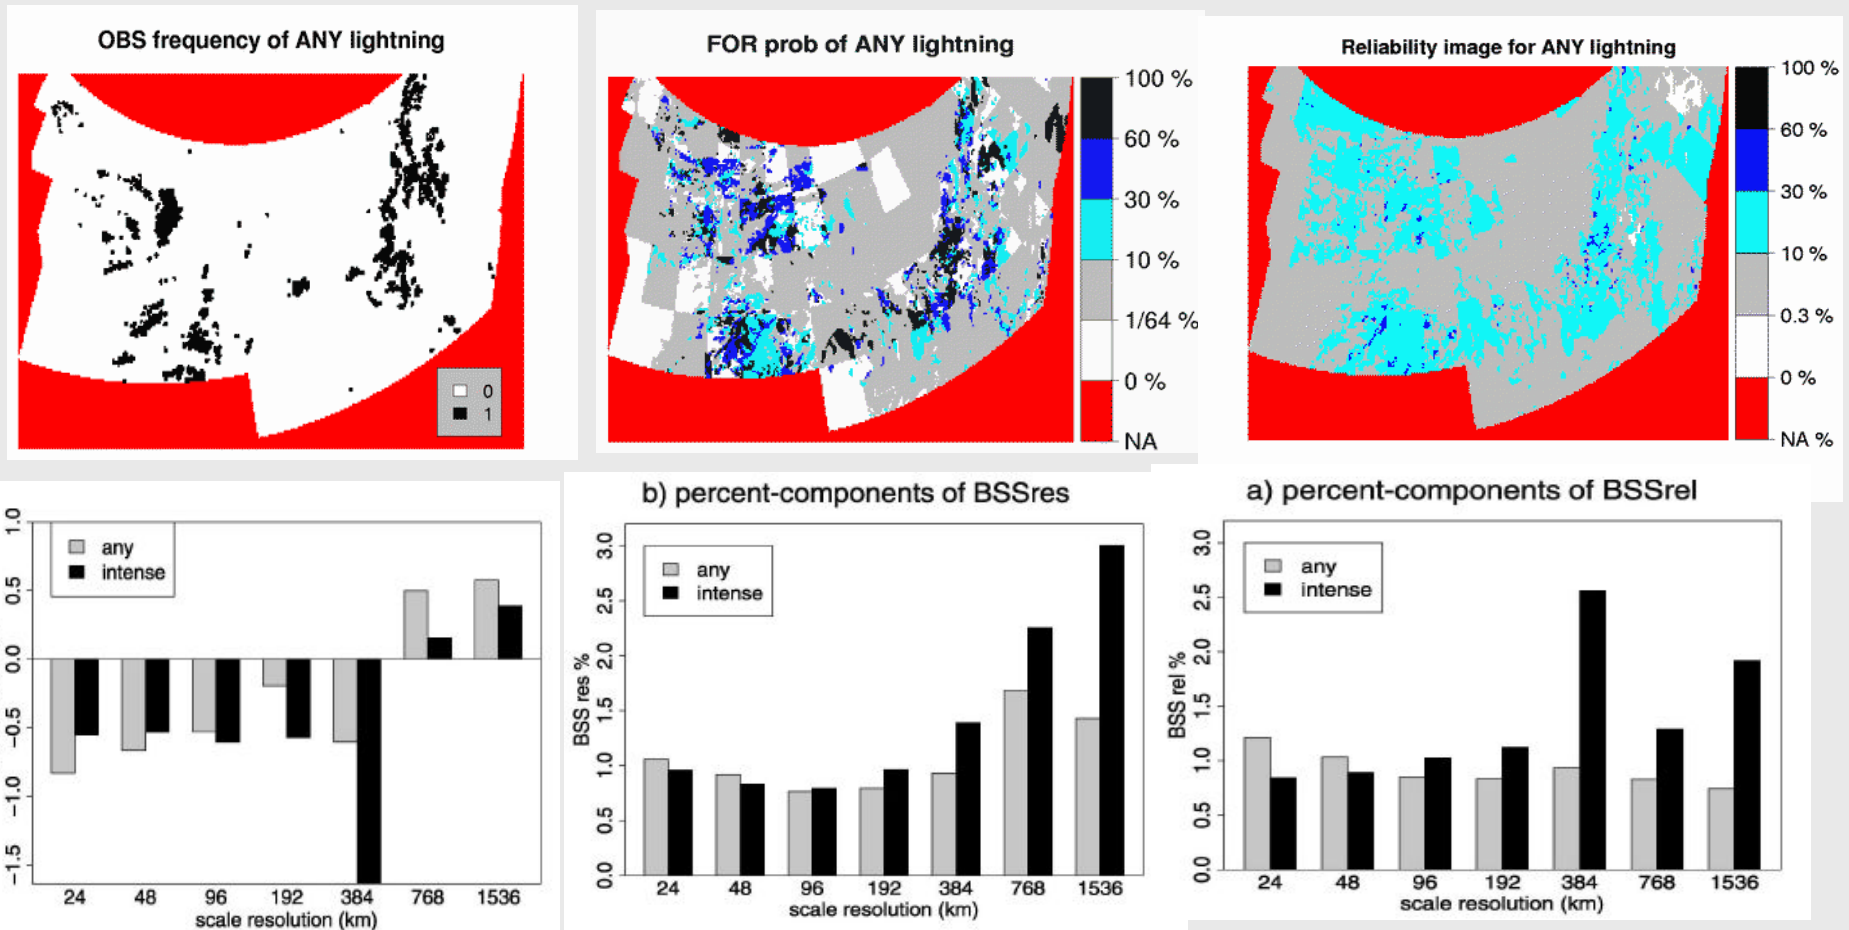 OBS frequency of ANY lightning
0
1
FOR prob of ANY lightning
100 %
60 %
30 %
10 %
1/64 %
0 %
NA
Reliability image for ANY lightning
100 %
60 %
30 %
10 %
0.3 %
0 %
NA %
1.0
0.5
0.0
−0.5
−1.0
−1.5
any
intense
24 48 96 192 384 768 1536
scale resolution (km)
b) percent-components of BSSres
BSS res %
3.0
2.5
2.0
1.5
1.0
0.5
0.0
any
intense
24 48 96 192 384 768 1536
scale resolution (km)
a) percent-components of BSSrel
BSS rel %
3.0
2.5
2.0
1.5
1.0
0.5
0.0
any
intense
24 48 96 192 384 768 1536
scale resolution (km)